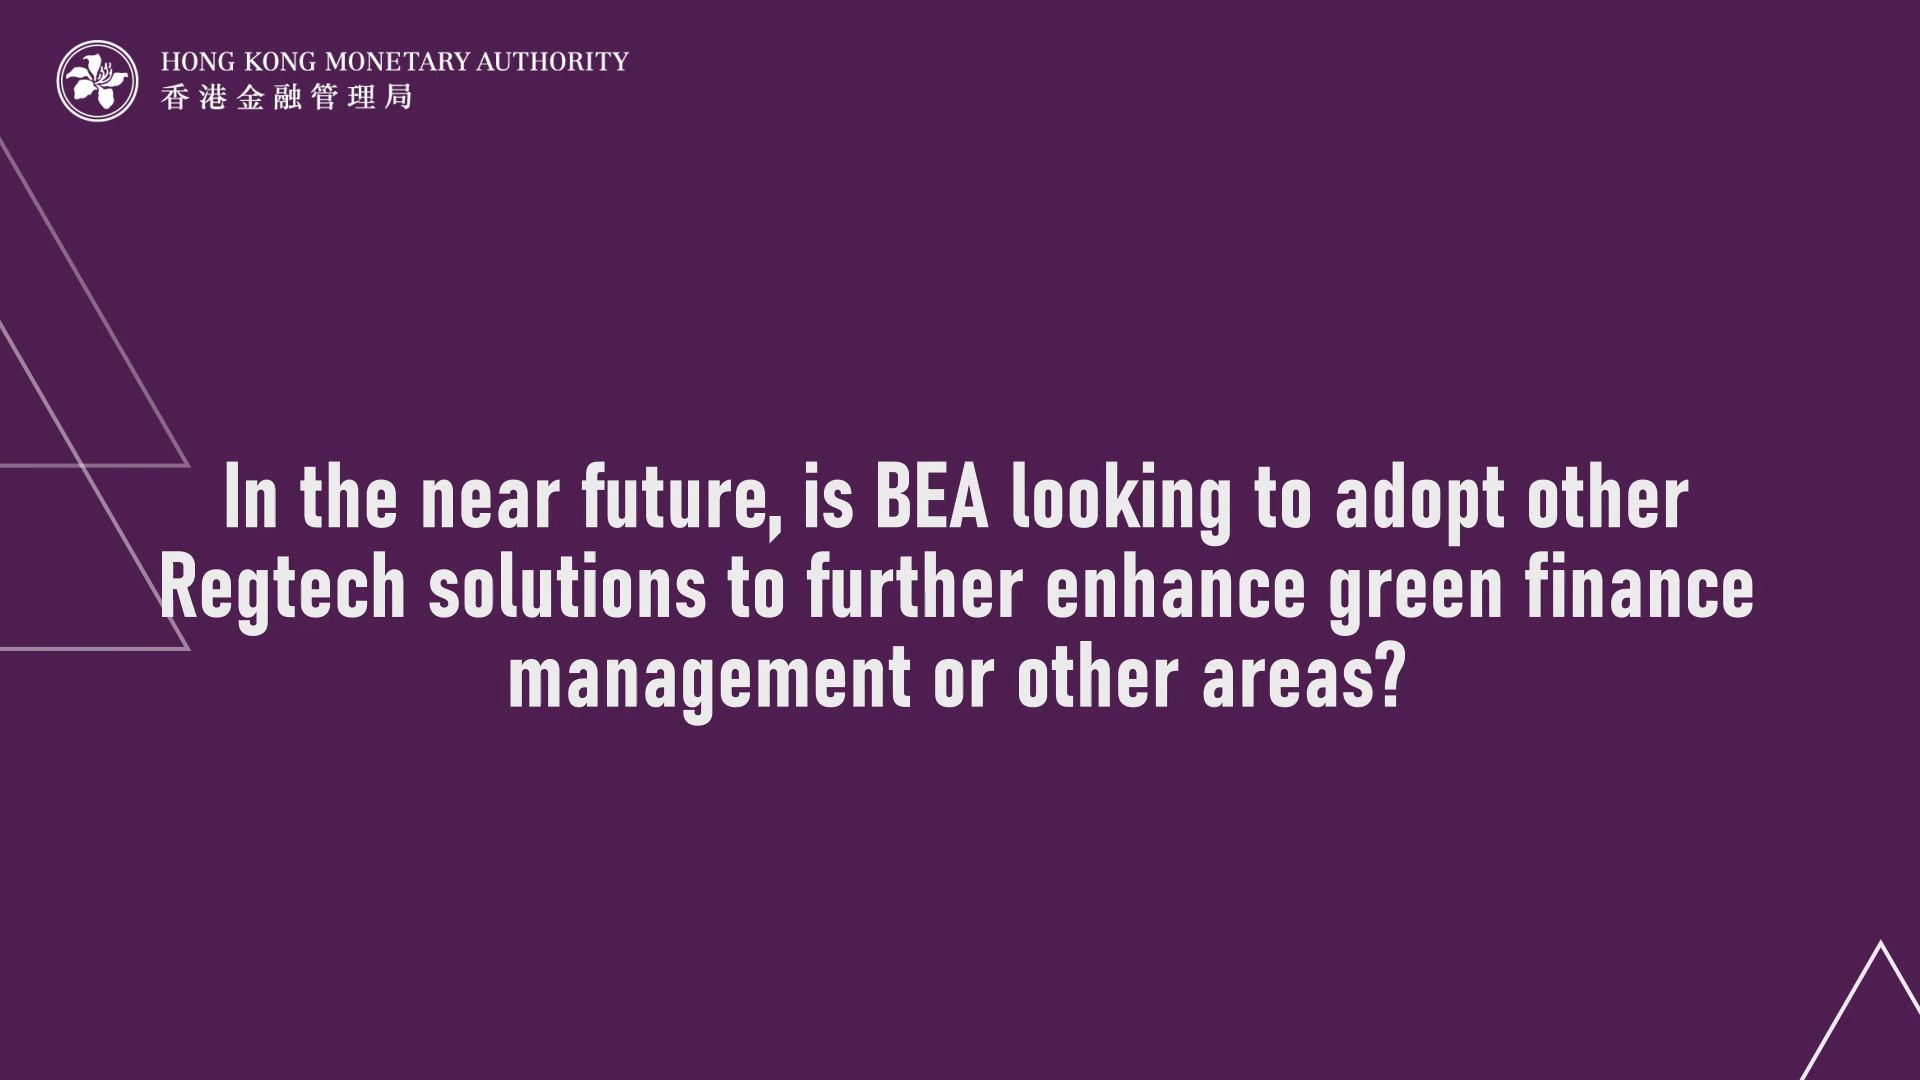 HONG KONG MONETARY AUTHORITY
香港金融管理局
In the near future, is BEA looking to adopt other
Regtech solutions to further enhance green finance
management or other areas?